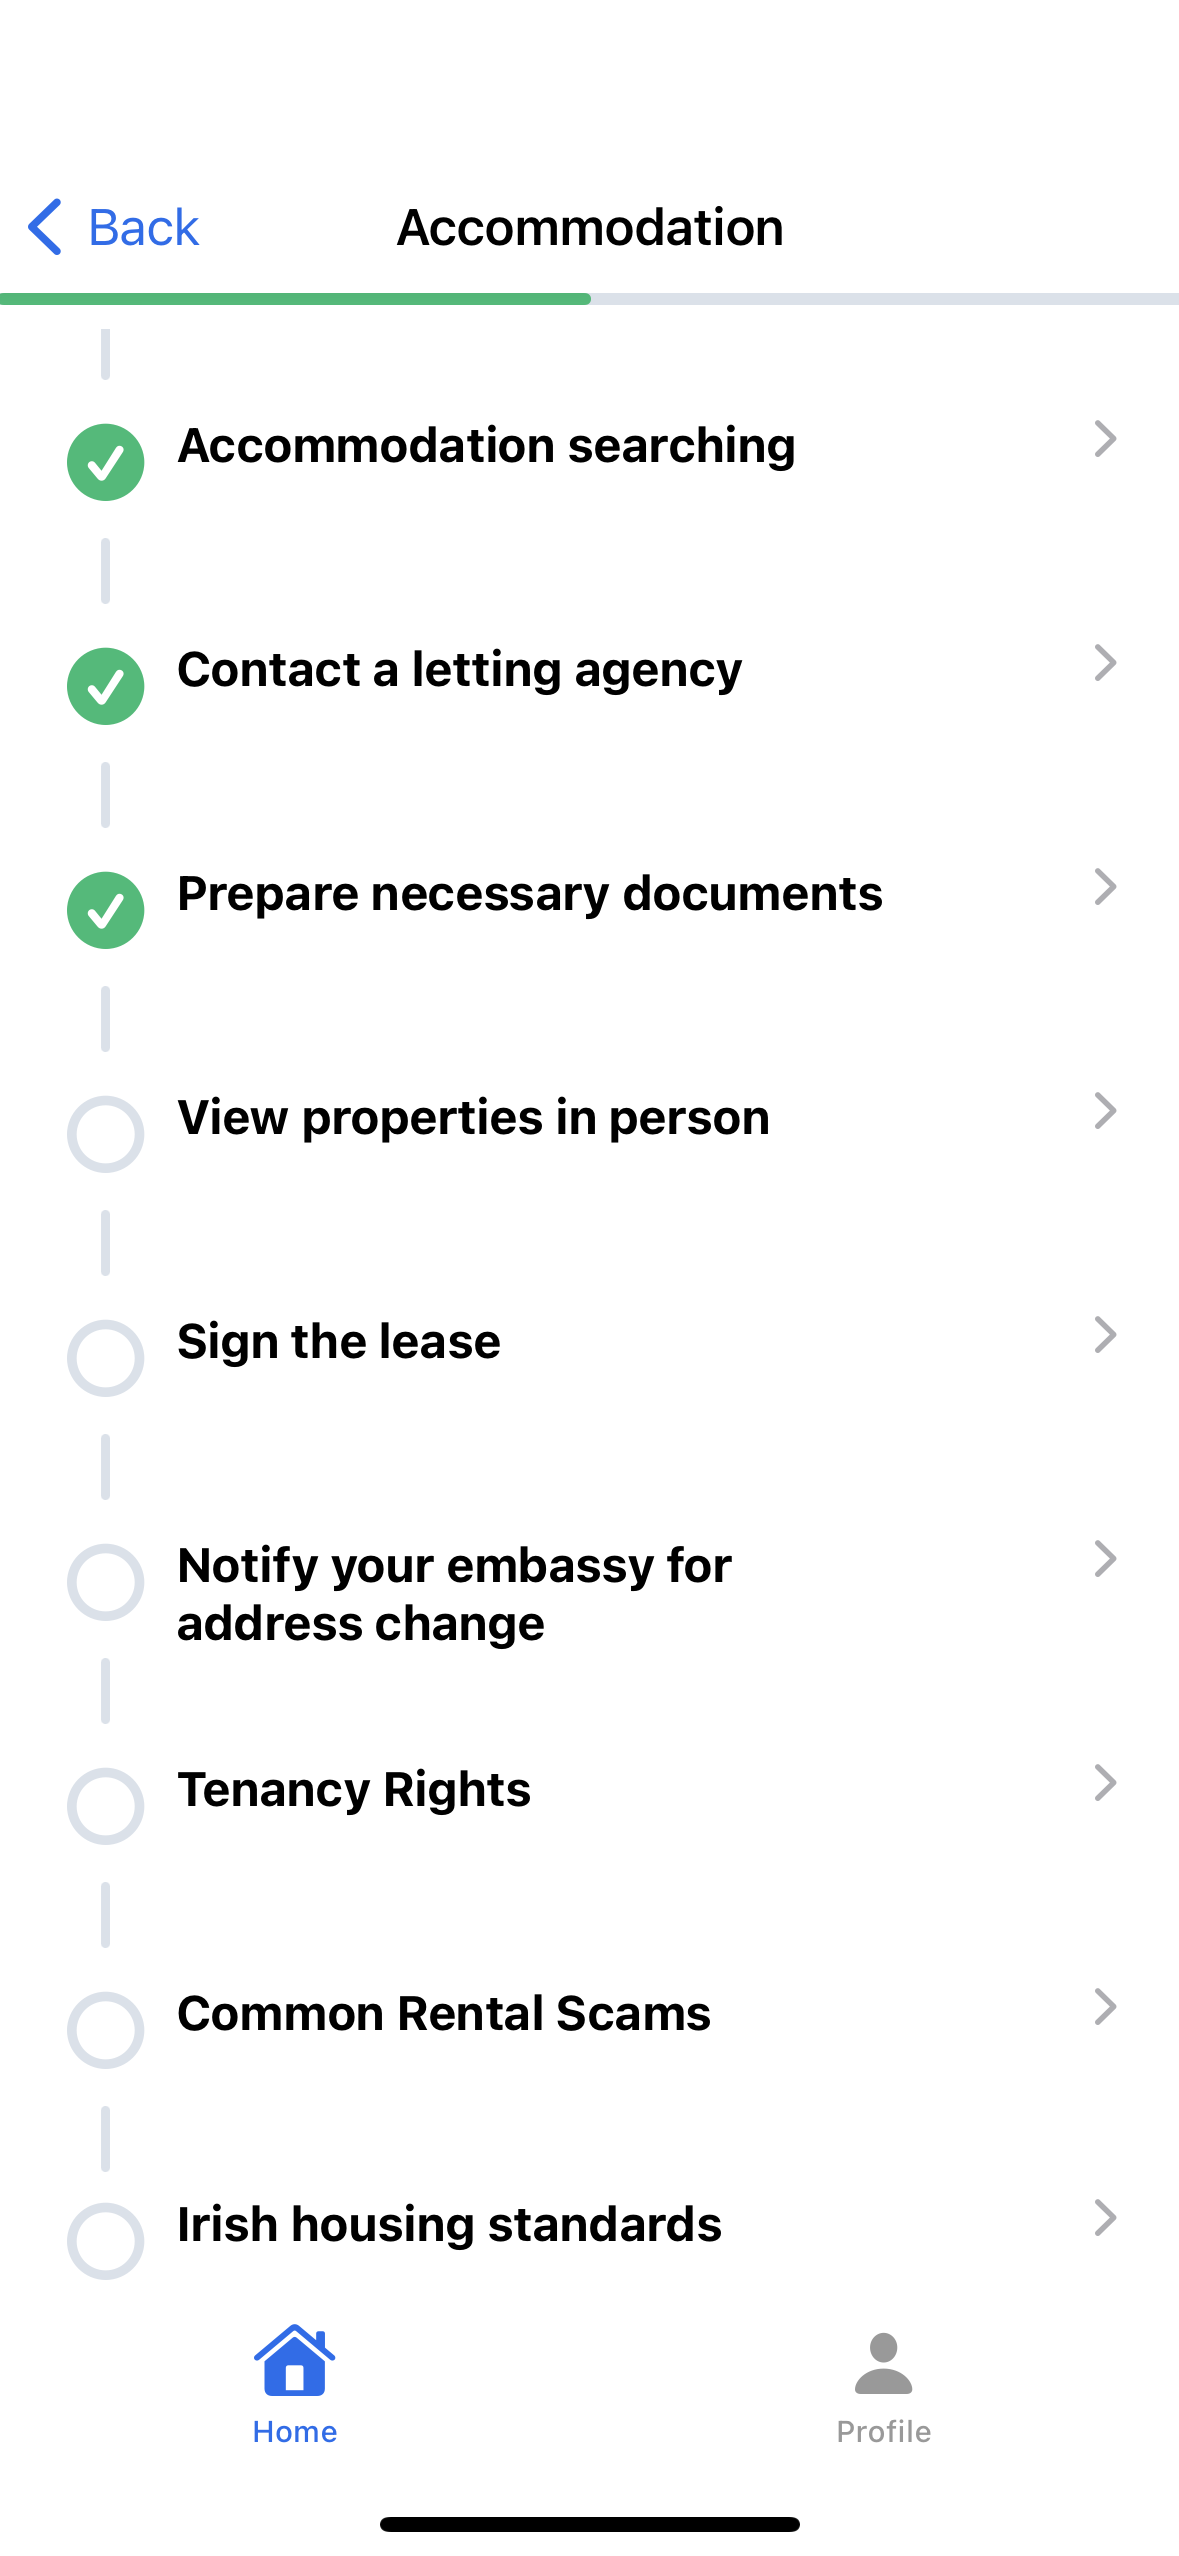 Back
Accommodation
Accommodation searching
Contact a letting agency
Prepare necessary documents
View properties in person
Sign the lease
Notify your embassy for
address change
Tenancy Rights
Common Rental Scams
Irish housing standards
Home
Profile